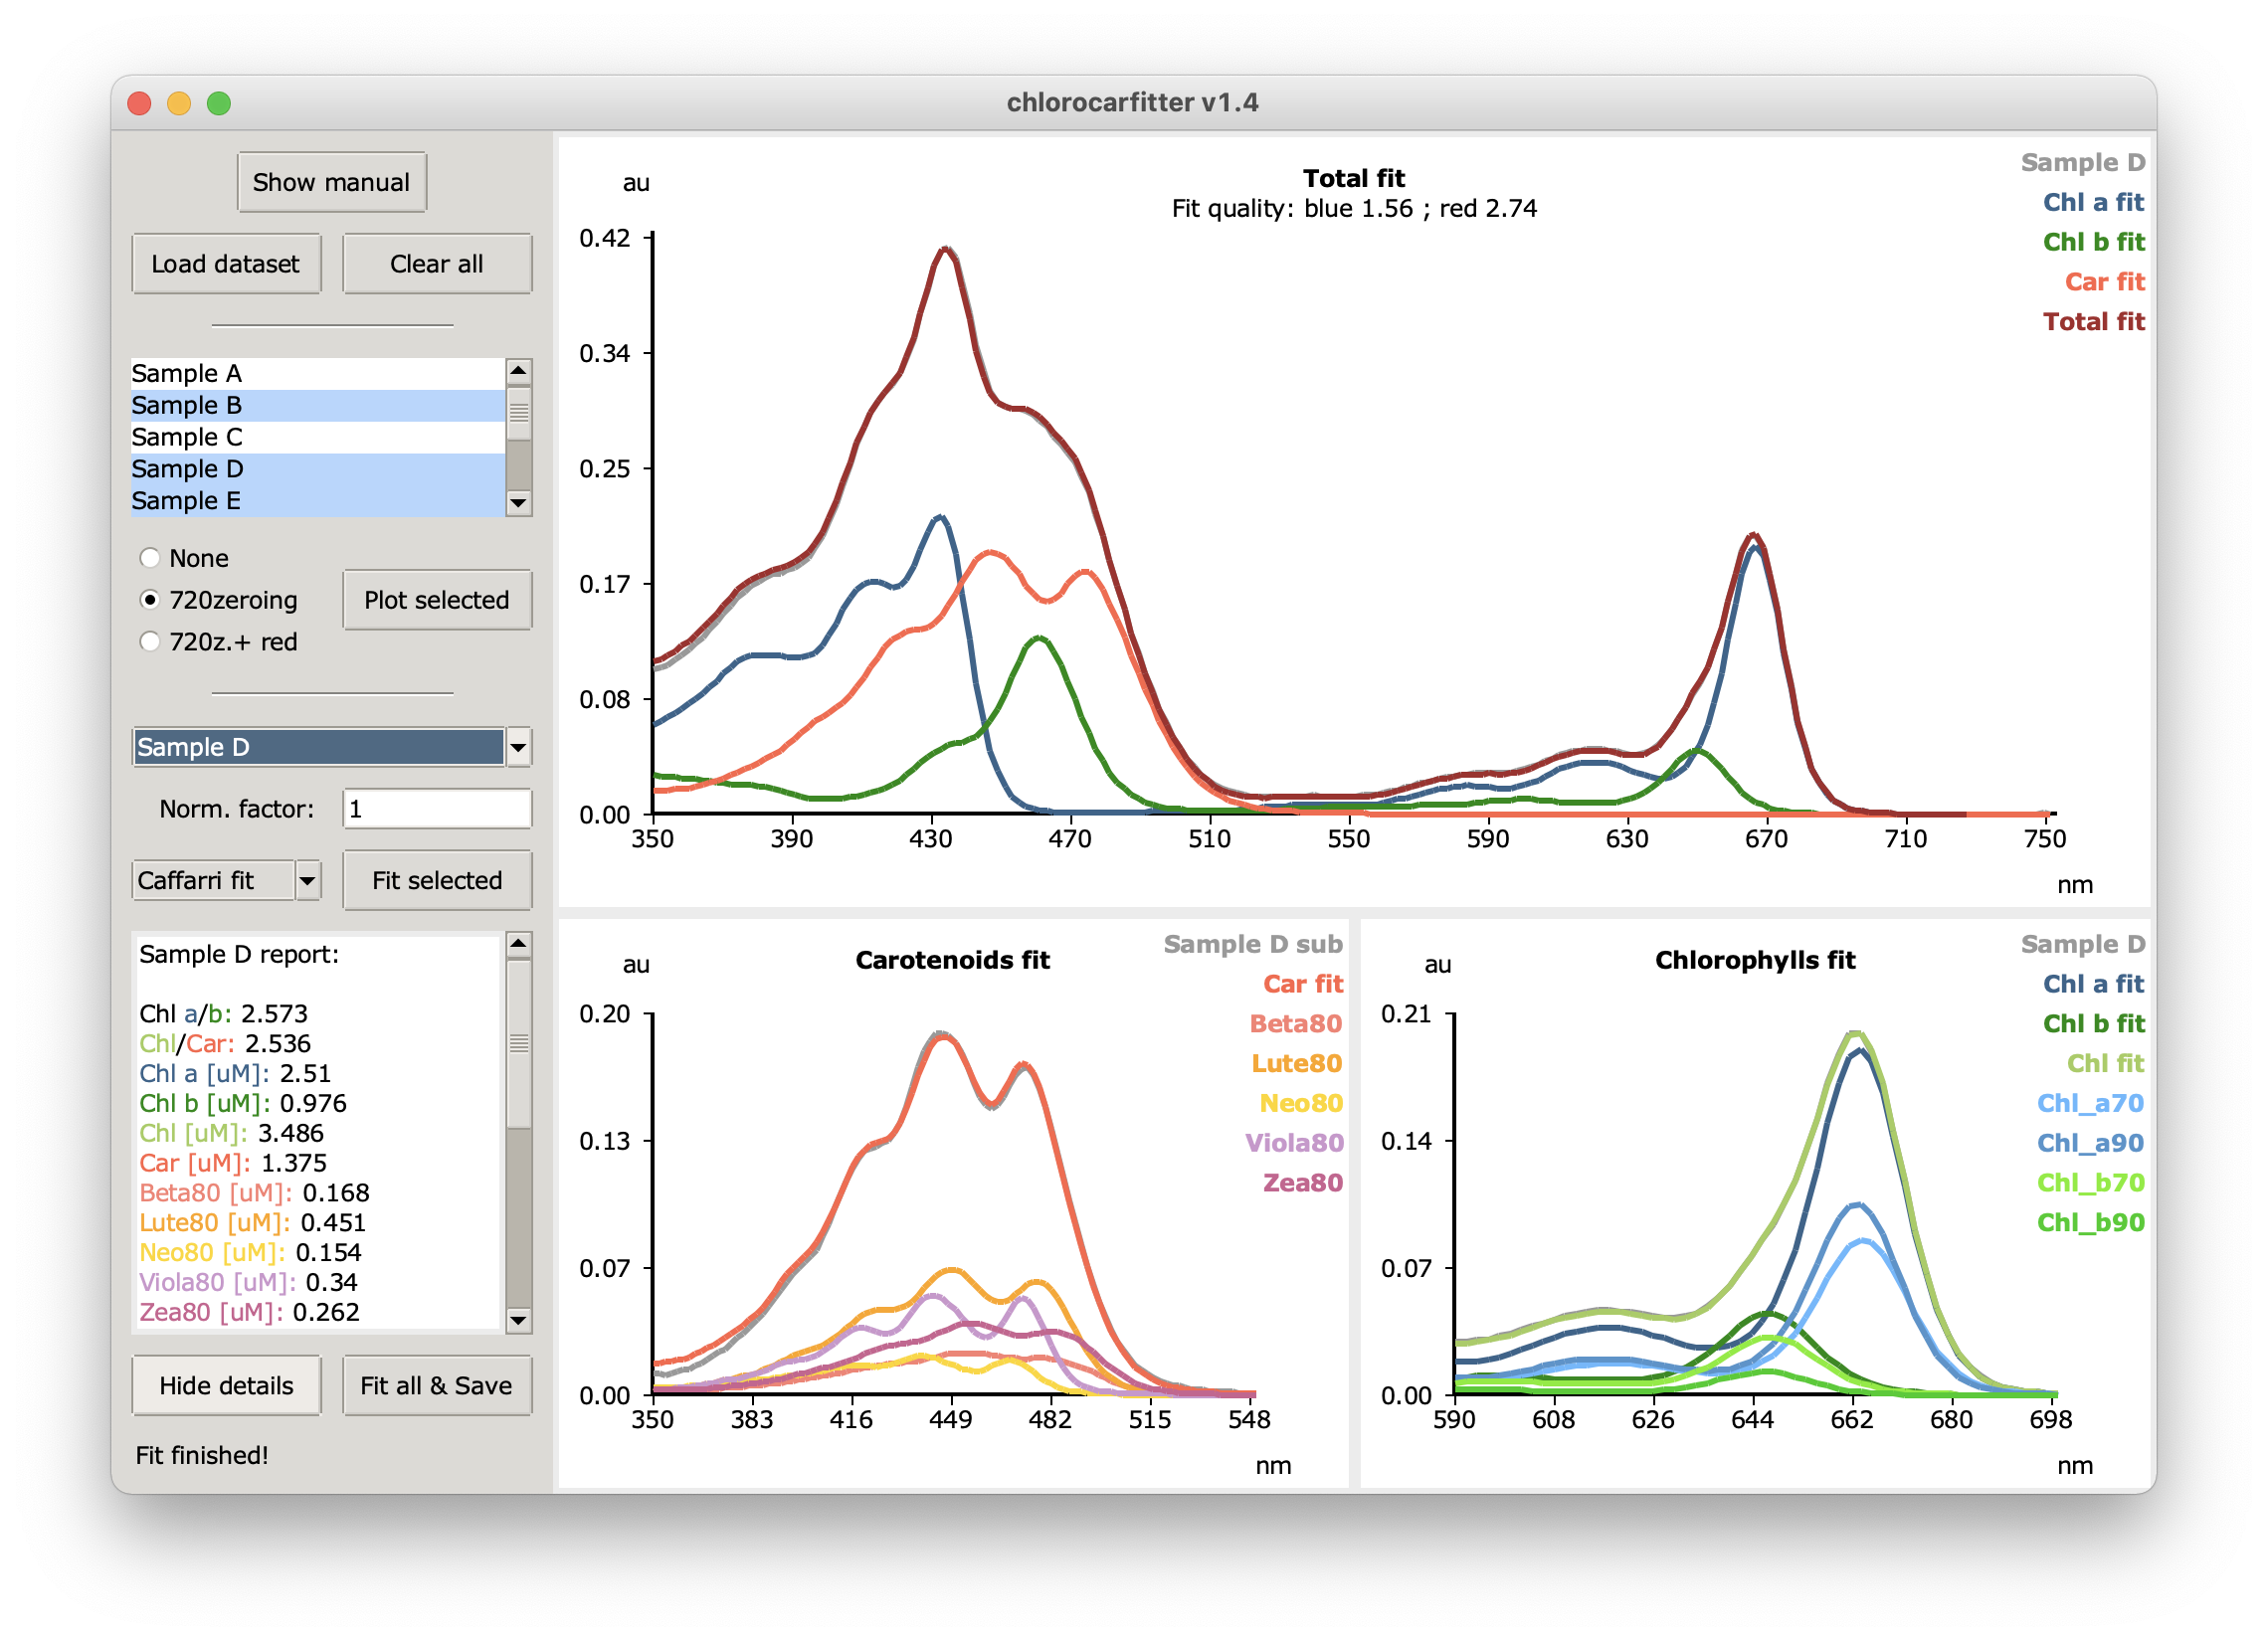 chlorocarfitter v1.4
Show manual
Load dataset
Clear all
Sample A
Sample B
Sample C
Sample D
Sample E
None
720zeroing
720z.+ red
Plot selected
Sample D
Norm. factor:
1
Caffarri fit
Fit selected
Sample D report:
Chl a/b: 2.573
Chl/Car: 2.536
Chl a [uM]: 2.51
Chl b [uM]: 0.976
Chl [uM]: 3.486
Car [uM]: 1.375
Beta80 [uM]: 0.168
Lute80 [uM]: 0.451
Neo80 [uM]: 0.154
Viola80 [uM]: 0.34
Zea80 [uM]: 0.262
Hide details
Fit all & Save
Fit finished!
au
Total fit
Fit quality: blue 1.56 ; red 2.74
Sample D
Chl a fit
Chl b fit
Car fit
Total fit
0.42
0.34
0.25
0.17
0.08
0.00
350 390 430 470 510 550 590 630 670 710 750
nm
au
Carotenoids fit
Sample D sub
Car fit
Beta80
Lute80
Neo80
Viola80
Zea80
0.20
0.13
0.07
0.00
350 383 416 449 482 515 548
nm
au
Chlorophylls fit
Sample D
Chl a fit
Chl b fit
Chl fit
Chl_a70
Chl_a90
Chl_b70
Chl_b90
0.21
0.14
0.07
0.00
590 608 626 644 662 680 698
nm